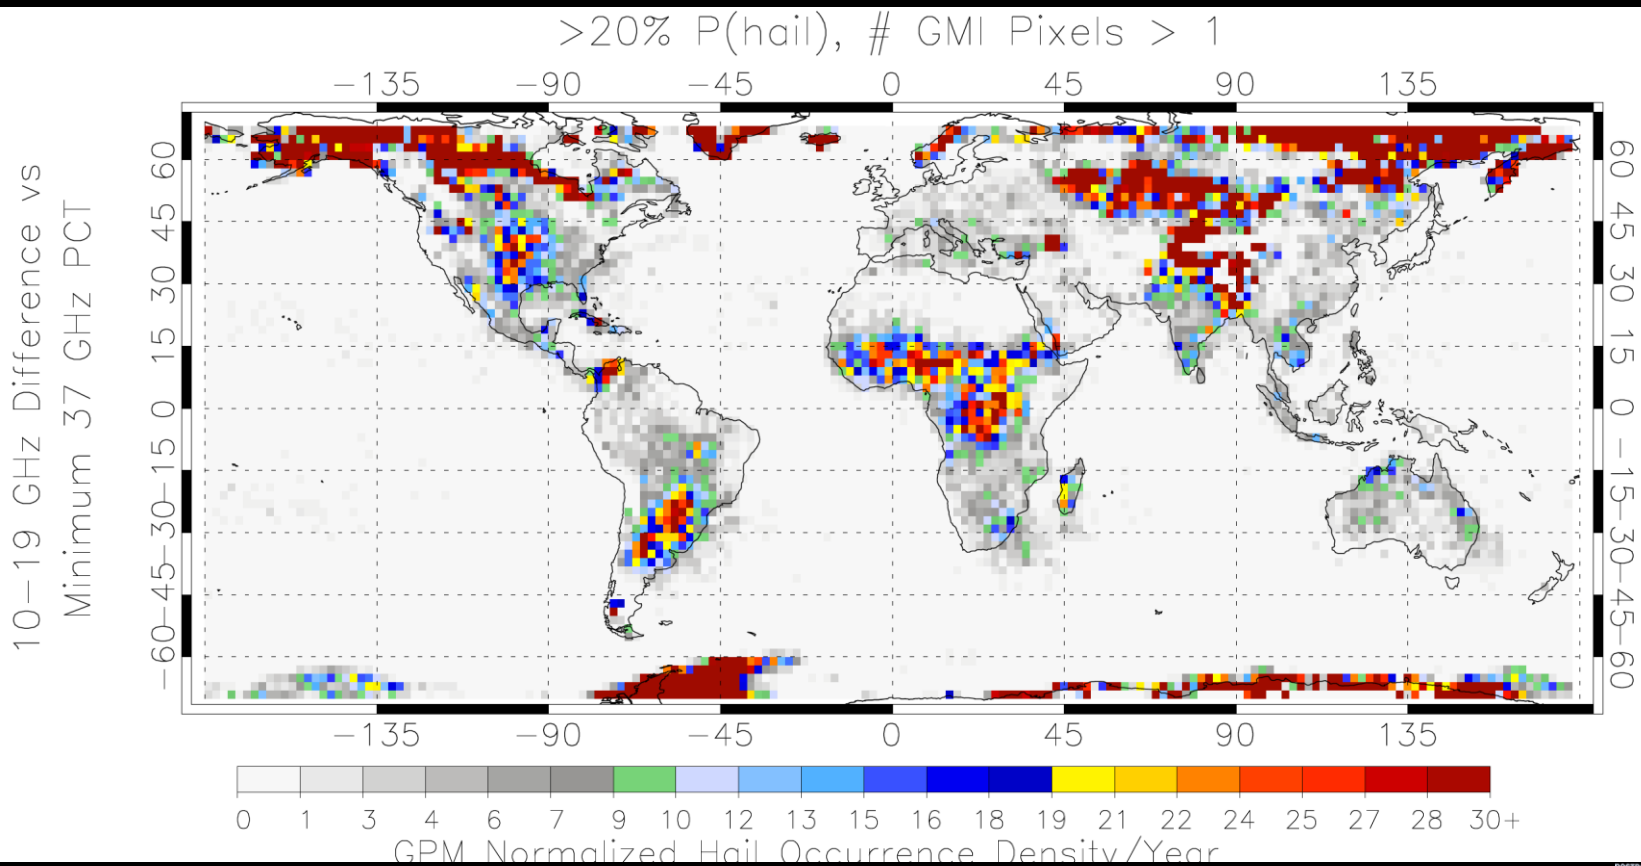 >20% P(hail), # GMI Pixels > 1
10-19 GHz Difference vs
Minimum 37 GHz PCT
-135 -90 -45 0 45 90 135
60 60
45 45
30 30
15 15
0 0
-15 -15
-30 -30
-45 -45
-60 -60
-135 -90 -45 0 45 90 135
0 1 3 4 6 7 9 10 12 13 15 16 18 19 21 22 24 25 27 28 30+
GPM Normalized Hail Occurrence Density/Year